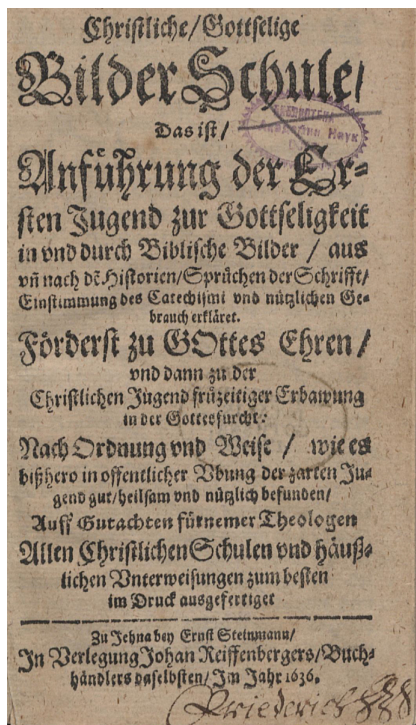 Christliche/Gottselige
Bilder Schule/
Das ist/
Anführung der Er-
sten Jugend zur Gottseligkeit
in vnd durch Biblische Bilder / aus
vñ nach dẽ Historien/Sprüchen der Schrifft/
Einstimmung des Catechismi vnd nützlichen Ge-
brauch erkläret.
Förderst zu GOttes Ehren/
vnd dann zu der
Christlichen Jugend früzeitiger Erbawung
in der Gottesfurcht:
Nach Ordnung vnd Weise / wie es
bißhero in offentlicher Vbung der zarten Ju-
gend gut/heilsam vnd nützlich befunden/
Auff Gutachten fürnemer Theologen
Allen Christlichen Schulen vnd häuß-
lichen Vnterweisungen zum besten
im Druck ausgefertiget
Zu Jehna bey Ernst Steinmann/
In Verlegung Johan Reiffenbergers/Buch-
händlers daselbsten/Im Jahr 1636.
Friederich